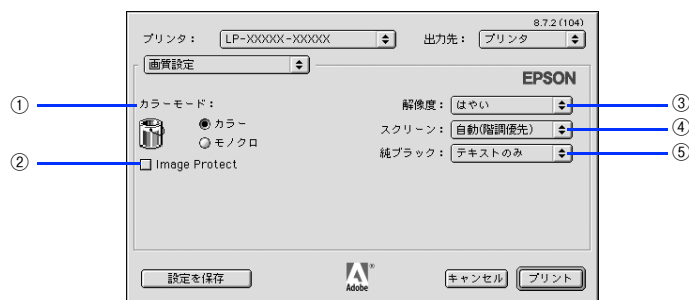 8.7.2 (104)
プリンタ： LP-XXXXX-XXXXX 出力先： プリンタ
画質設定
EPSON
① カラーモード： 解像度： はやい ③
カラー スクリーン： 自動(階調優先) ④
モノクロ 純ブラック： テキストのみ ⑤
② Image Protect
設定を保存 Adobe ® キャンセル プリント